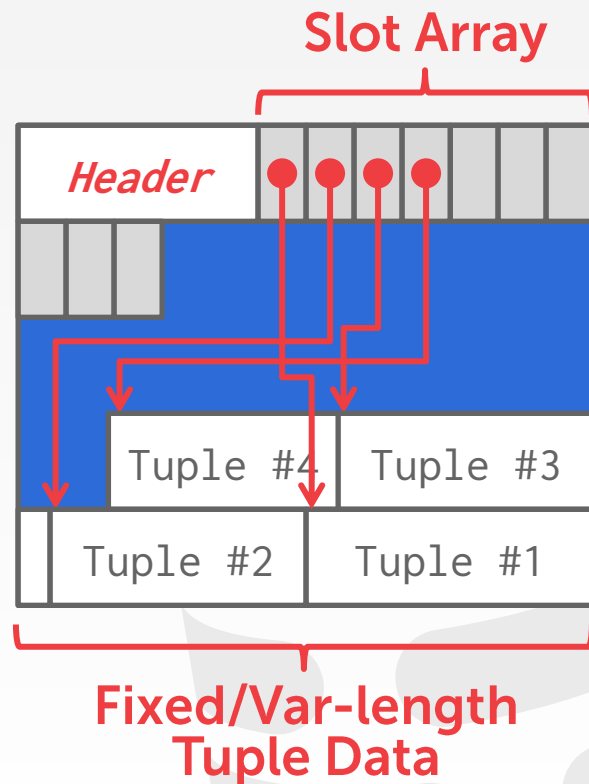 Slot Array
Header
Tuple #4 Tuple #3
Tuple #2 Tuple #1
Fixed/Var-length
Tuple Data